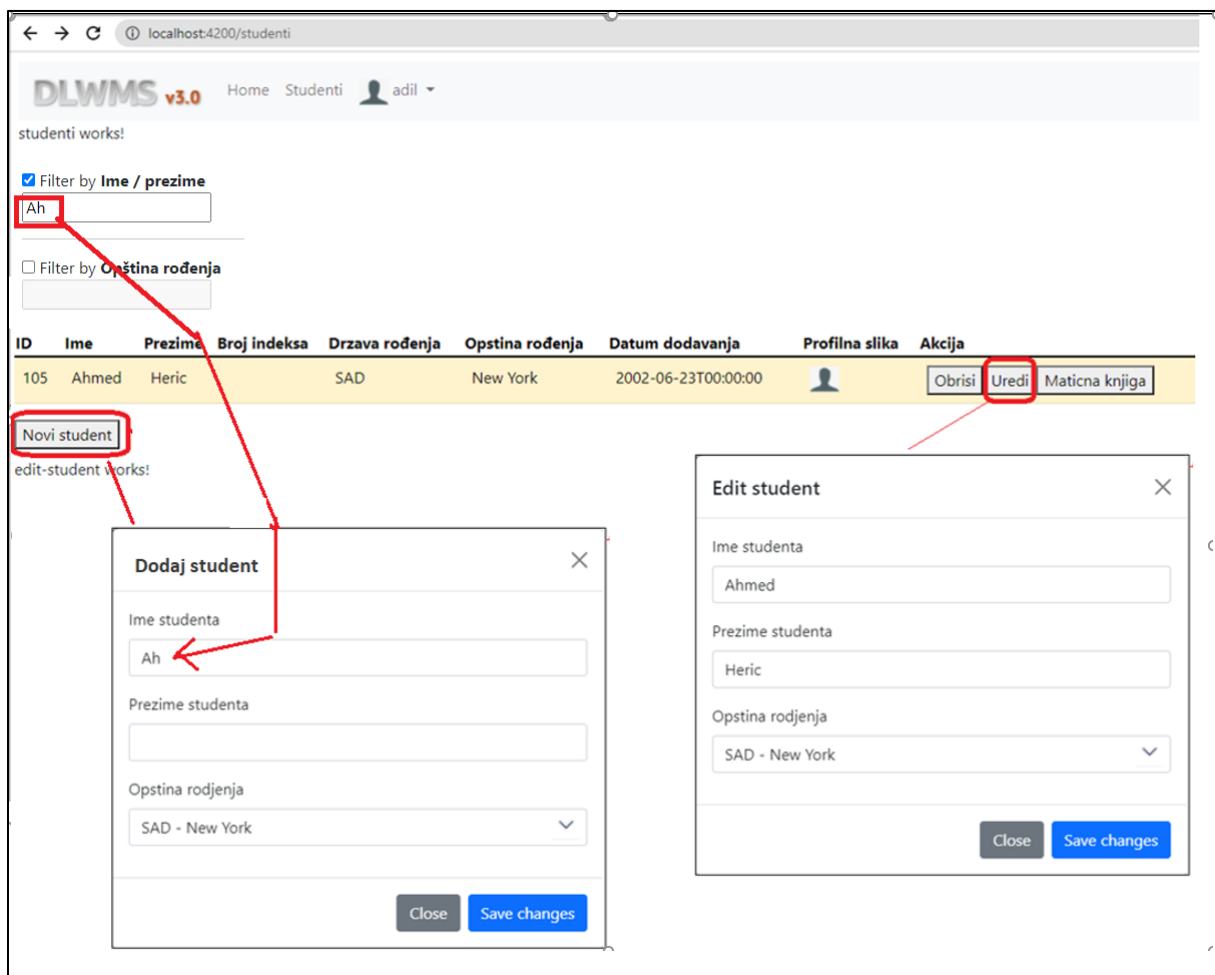 localhost:4200/studenti
DLWMS v3.0 Home Studenti adil
studenti works!
Filter by Ime / prezime
Ah
Filter by Opština rođenja
ID Ime Prezime Broj indeksa Drzava rođenja Opstina rođenja Datum dodavanja Profilna slika Akcija
105 Ahmed Heric SAD New York 2002-06-23T00:00:00 Obrisi Uredi Maticna knjiga
Novi student
edit-student works!
Dodaj student
Ime studenta
Ah
Prezime studenta
Opstina rodjenja
SAD - New York
Close Save changes
Edit student
Ime studenta
Ahmed
Prezime studenta
Heric
Opstina rodjenja
SAD - New York
Close Save changes